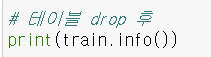 # 테이블 drop 후
print(train.info())